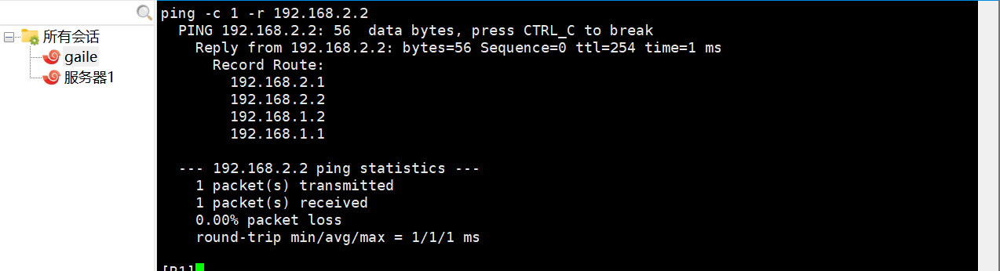 所有会话
gaile
服务器1
ping -c 1 -r 192.168.2.2
PING 192.168.2.2: 56 data bytes, press CTRL_C to break
Reply from 192.168.2.2: bytes=56 Sequence=0 ttl=254 time=1 ms
Record Route:
192.168.2.1
192.168.2.2
192.168.1.2
192.168.1.1
--- 192.168.2.2 ping statistics ---
1 packet(s) transmitted
1 packet(s) received
0.00% packet loss
round-trip min/avg/max = 1/1/1 ms
[R1]